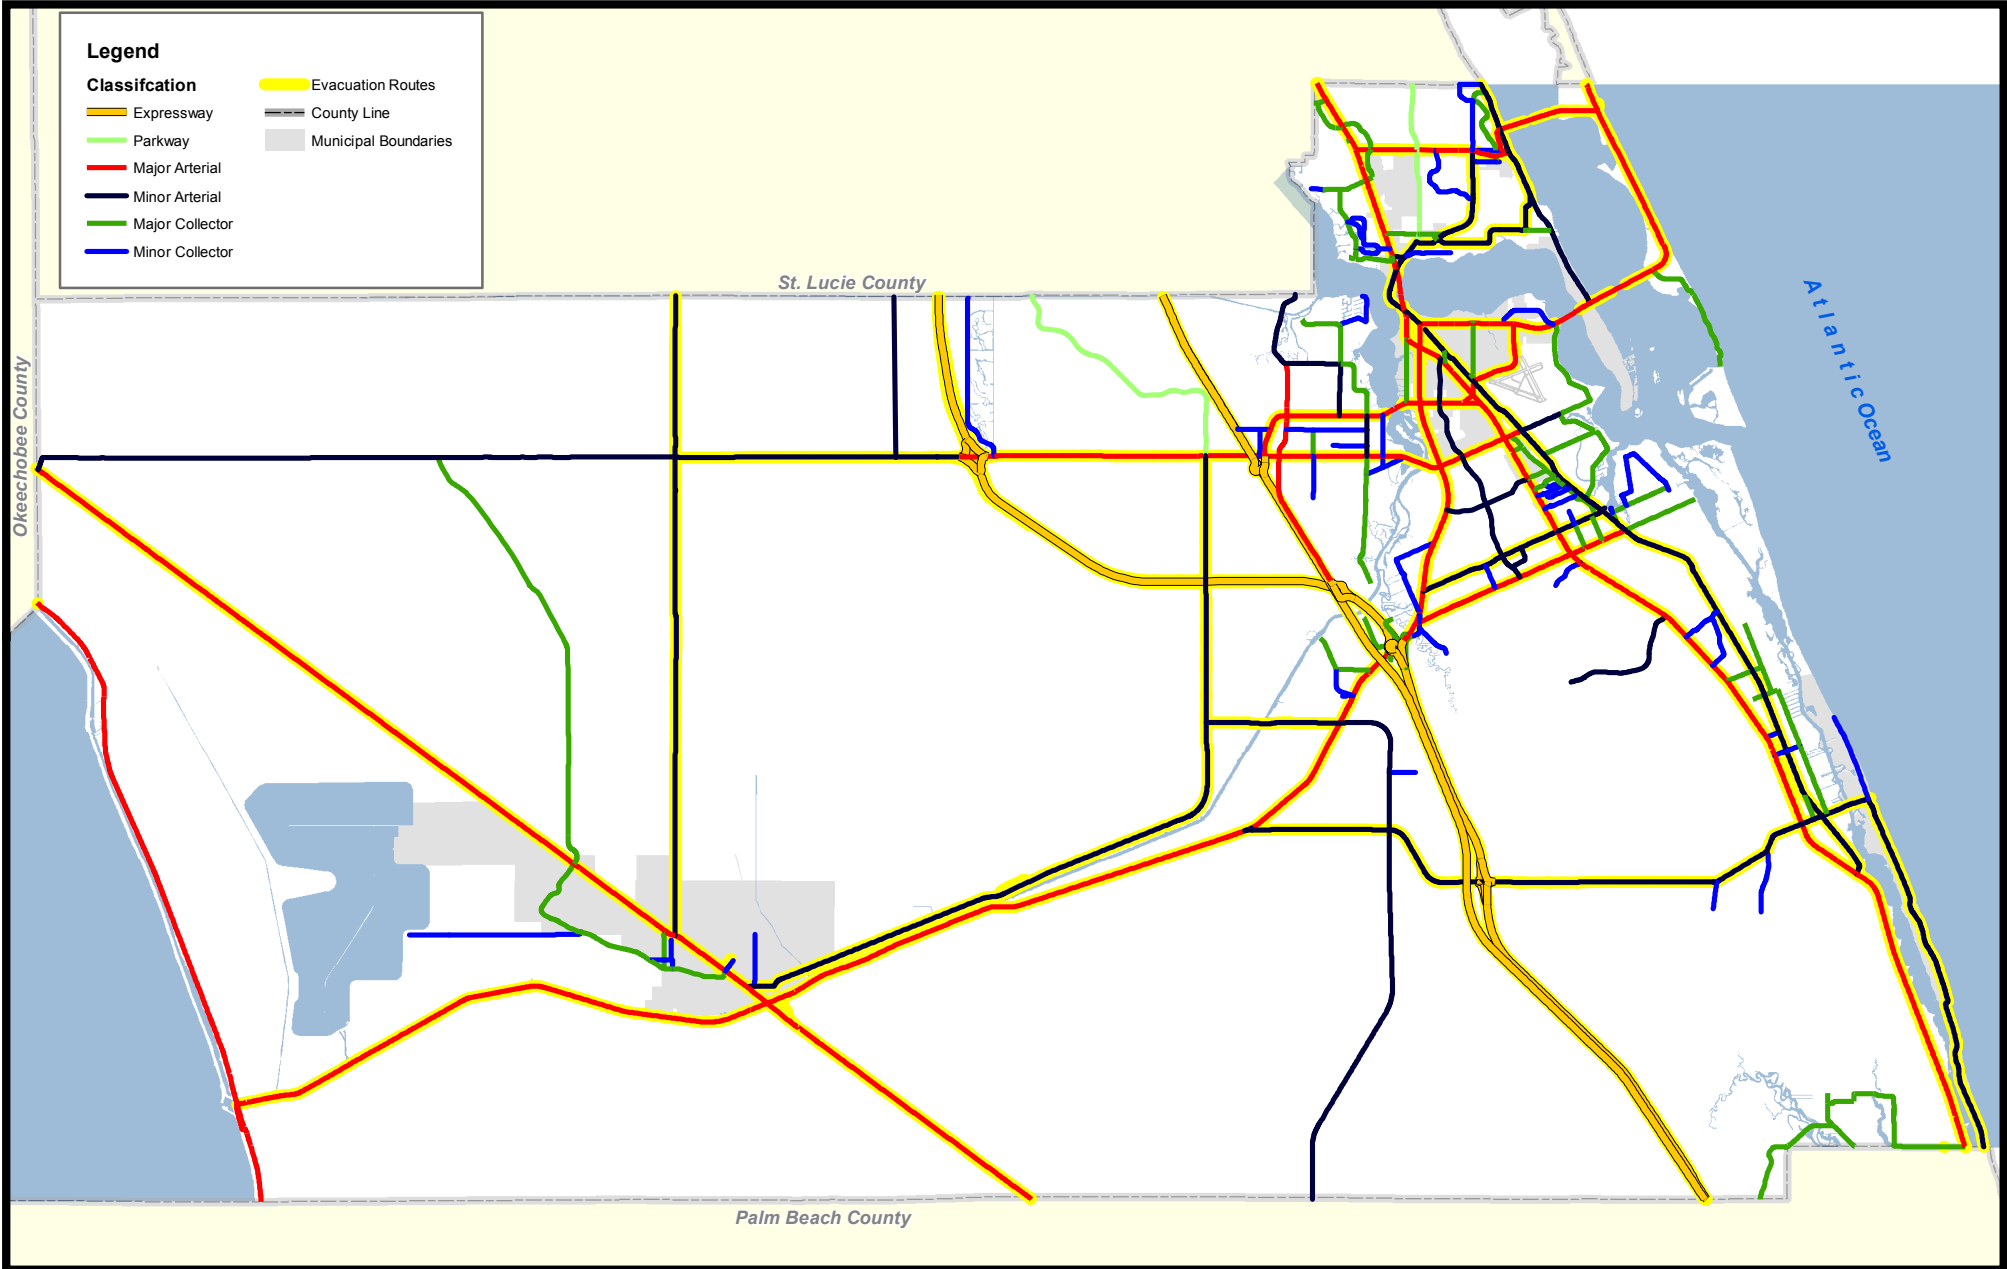 Legend
Classifcation
Expressway
Parkway
Major Arterial
Minor Arterial
Major Collector
Minor Collector
Evacuation Routes
County Line
Municipal Boundaries
St. Lucie County
Okeechobee County
Atlantic Ocean
Palm Beach County